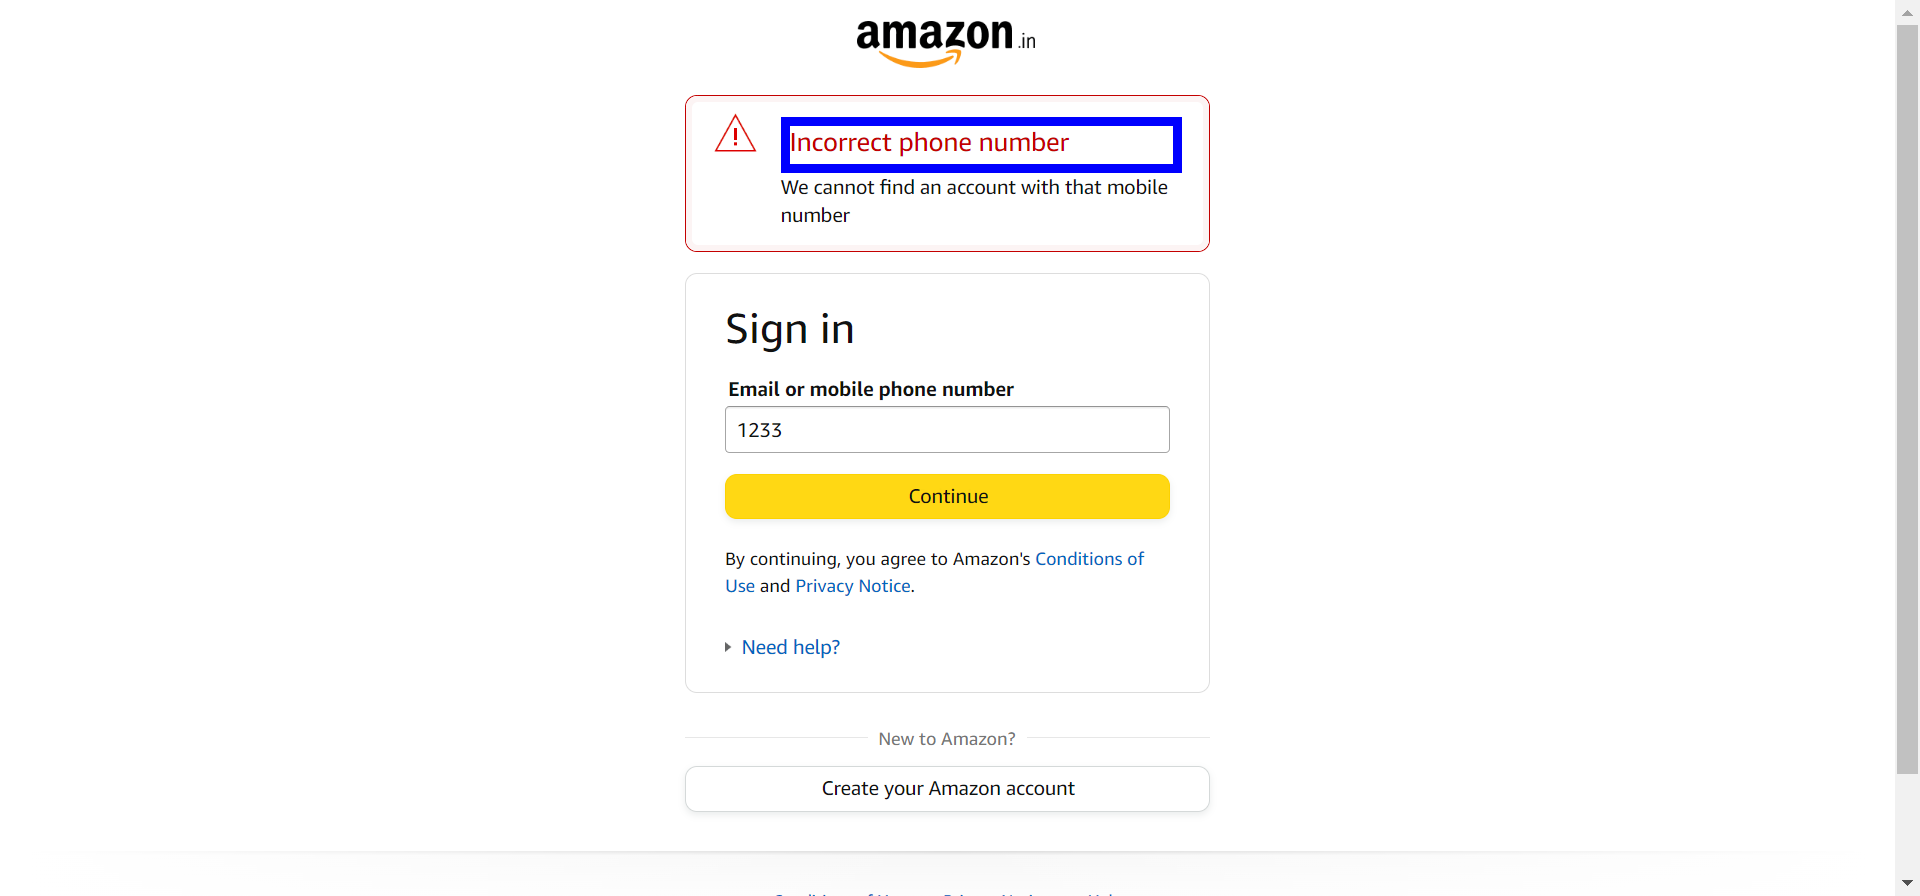 amazon.in
Incorrect phone number
We cannot find an account with that mobile
number
Sign in
Email or mobile phone number
1233
Continue
By continuing, you agree to Amazon's Conditions of
Use and Privacy Notice.
Need help?
New to Amazon?
Create your Amazon account